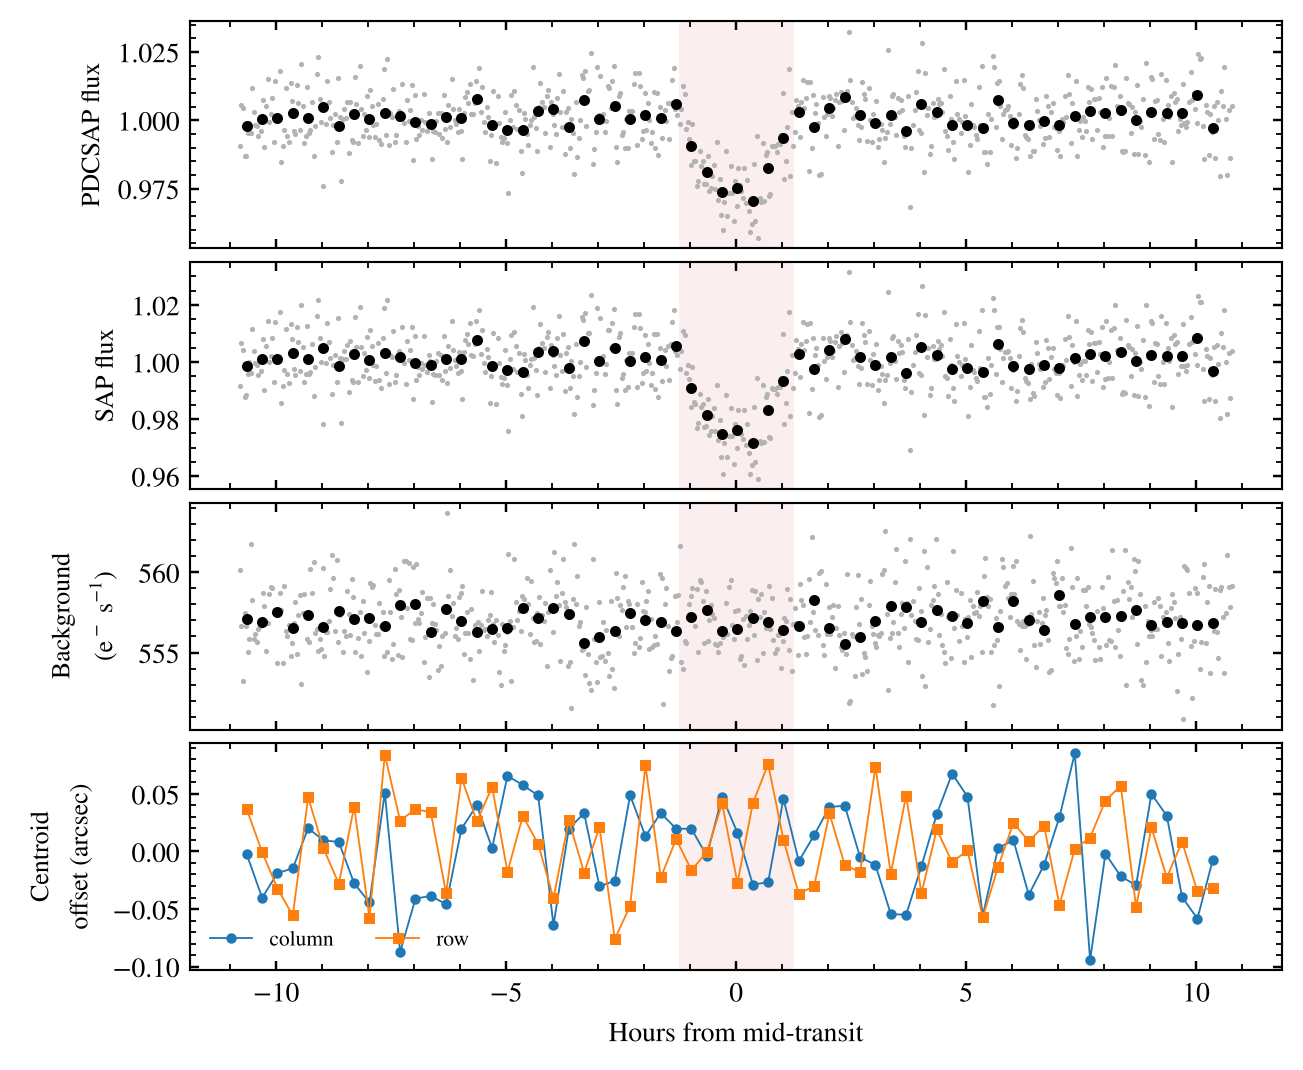 PDCSAP flux
1.025
1.000
0.975
SAP flux
1.02
1.00
0.98
0.96
Background
(e⁻ s⁻¹)
560
555
Centroid
offset (arcsec)
0.05
0.00
−0.05
−0.10
column row
−10 −5 0 5 10
Hours from mid-transit